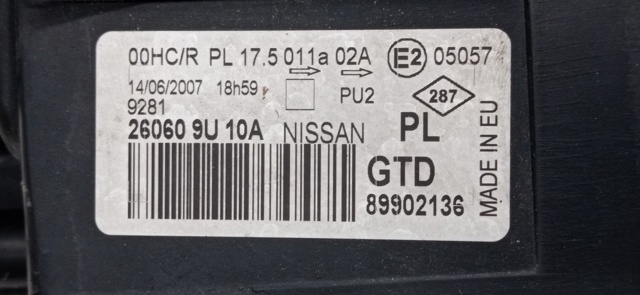 00HC/R PL 17.5 011a 02A E2 05057
14/06/2007 18h59 PU2 287
9281
26060 9U 10A NISSAN PL
GTD
89902136
MADE IN EU